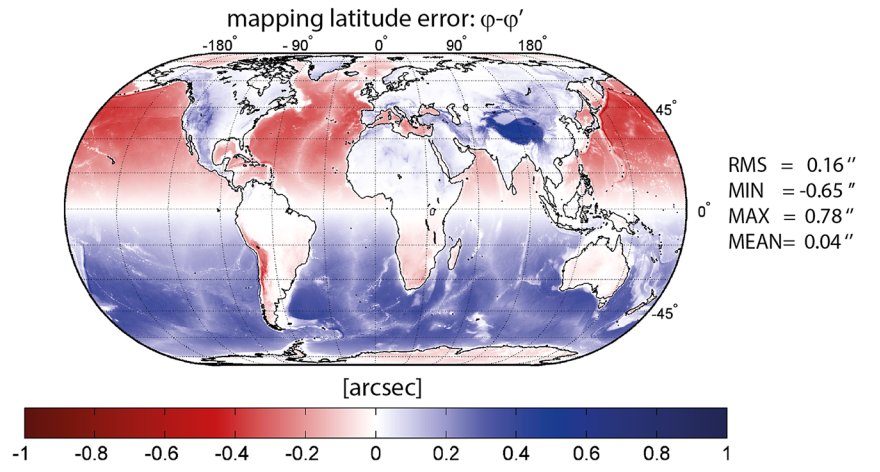 mapping latitude error: φ-φ′
-180° -90° 0° 90° 180°
45°
RMS = 0.16″
MIN = -0.65″
MAX = 0.78″
MEAN= 0.04″
0°
-45°
[arcsec]
-1 -0.8 -0.6 -0.4 -0.2 0 0.2 0.4 0.6 0.8 1